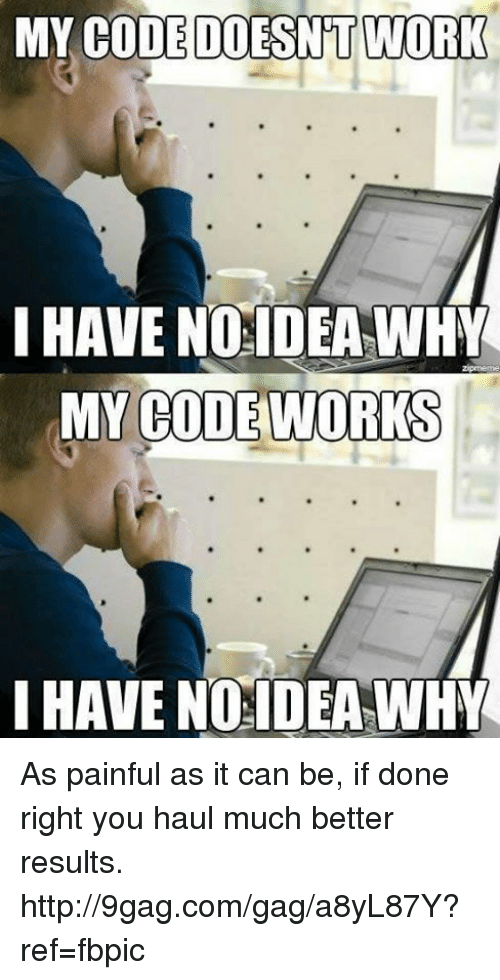 MY CODE DOESN'T WORK
I HAVE NO IDEA WHY
zipmeme
MY CODE WORKS
I HAVE NO IDEA WHY
As painful as it can be, if done
right you haul much better
results.
http://9gag.com/gag/a8yL87Y?
ref=fbpic